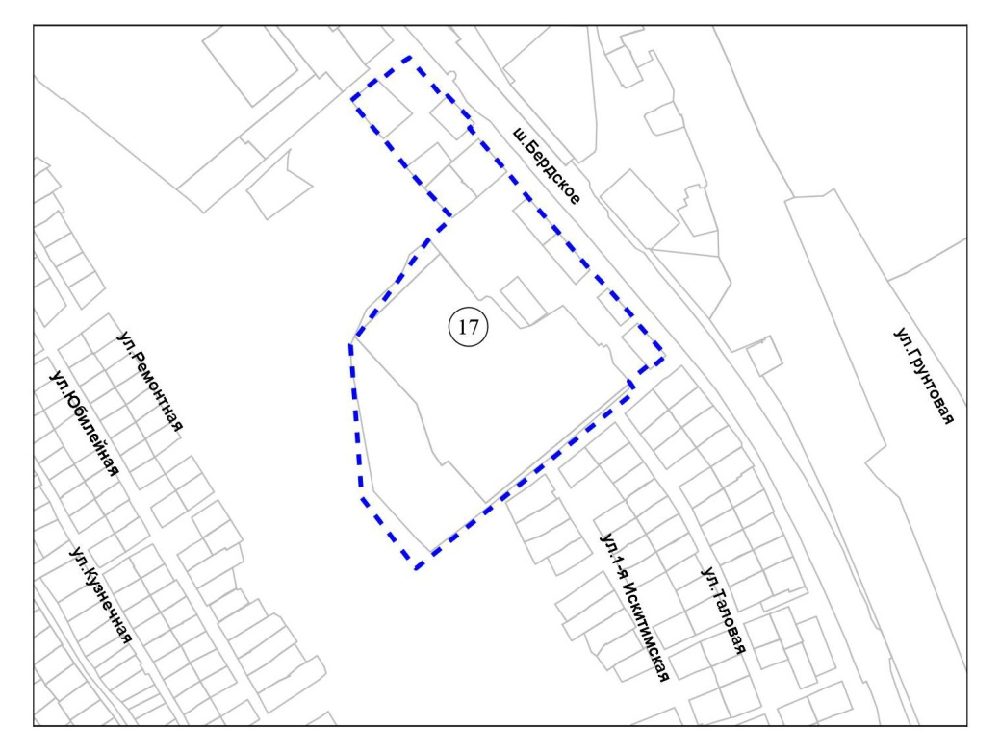 ш.Бердское
17
ул.Ремонтная
ул.Грунтовая
ул.Юбилейная
ул.Кузнечная
ул.1-я Искитимская
ул.Таловая